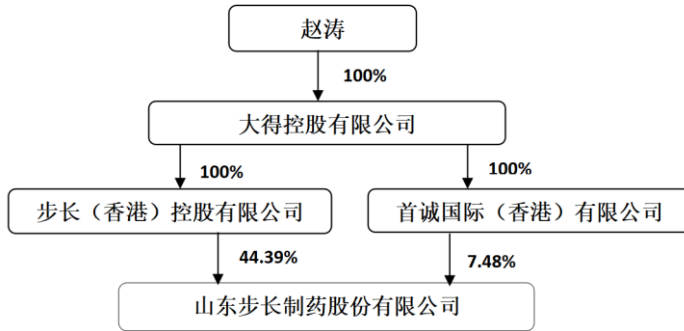 赵涛
100%
大得控股有限公司
100%
100%
步长（香港）控股有限公司
首诚国际（香港）有限公司
44.39%
7.48%
山东步长制药股份有限公司